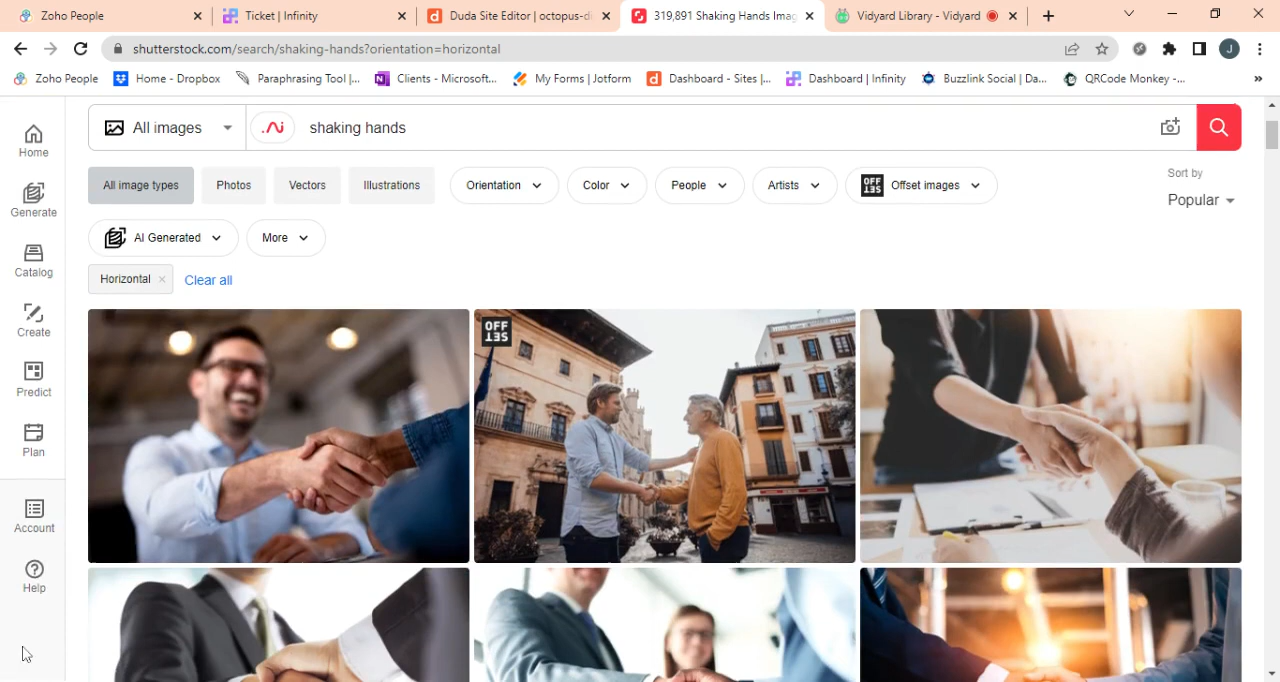 Zoho People
Ticket | Infinity
Duda Site Editor | octopus-di
319,891 Shaking Hands Imag
Vidyard Library - Vidyard
shutterstock.com/search/shaking-hands?orientation=horizontal
J
Zoho People
Home - Dropbox
Paraphrasing Tool |...
Clients - Microsoft...
My Forms | Jotform
Dashboard - Sites |...
Dashboard | Infinity
Buzzlink Social | Da...
QRCode Monkey -...
»
All images
.Ai
shaking hands
Home
Generate
Catalog
Create
Predict
Plan
Account
Help
All image types
Photos
Vectors
Illustrations
Orientation
Color
People
Artists
OFFSET
Offset images
Sort by
Popular
AI Generated
More
Horizontal ×
Clear all
OFFSET